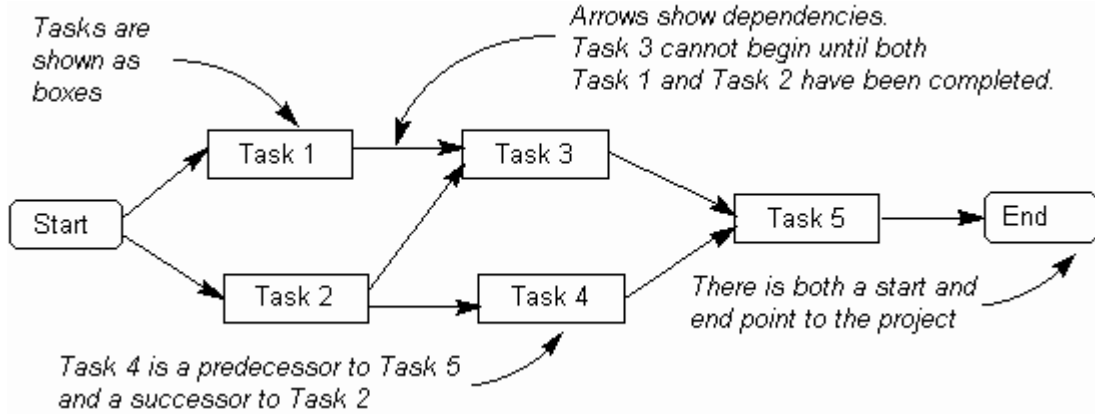 Tasks are
shown as
boxes
Arrows show dependencies.
Task 3 cannot begin until both
Task 1 and Task 2 have been completed.
Task 1
Task 3
Start
Task 5
End
Task 2
Task 4
There is both a start and
end point to the project
Task 4 is a predecessor to Task 5
and a successor to Task 2